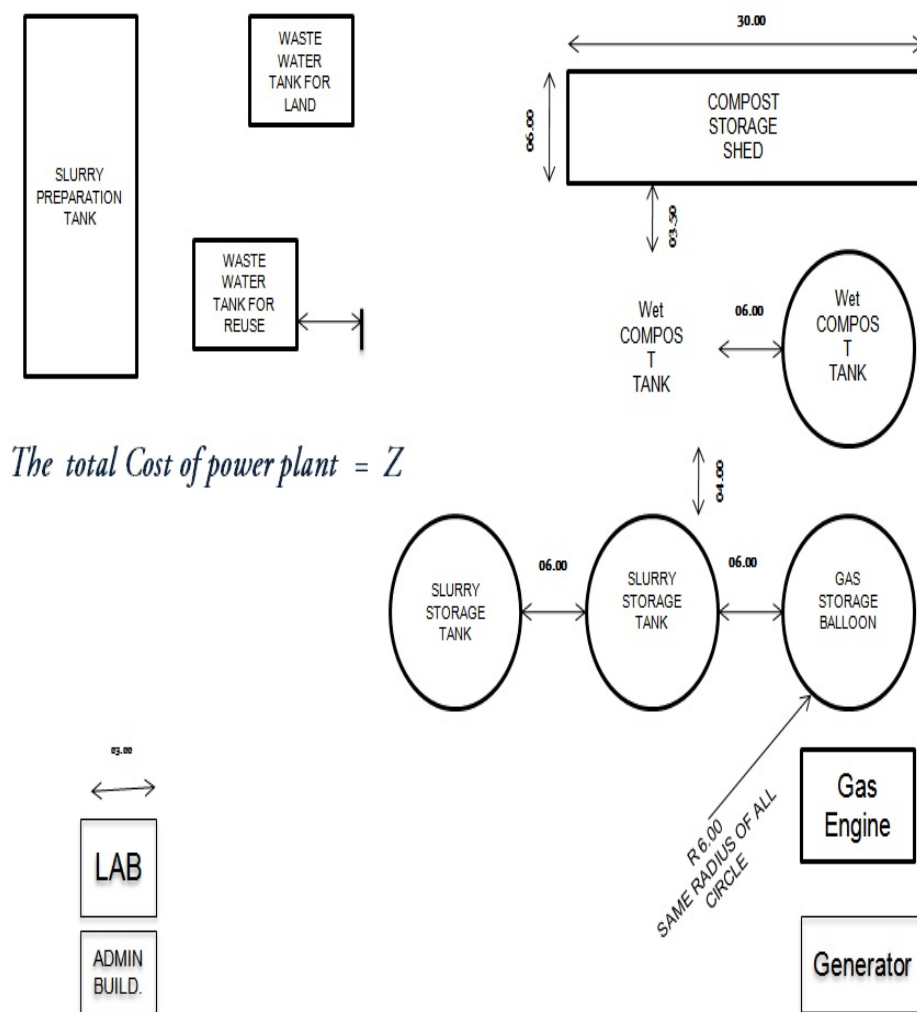 WASTE
WATER
TANK FOR
LAND
30.00
06.00
COMPOST
STORAGE
SHED
SLURRY
PREPARATION
TANK
03.50
WASTE
WATER
TANK FOR
REUSE
Wet
COMPOS
T
TANK
06.00
Wet
COMPOS
T
TANK
The total Cost of power plant = Z
04.00
SLURRY
STORAGE
TANK
06.00
SLURRY
STORAGE
TANK
06.00
GAS
STORAGE
BALLOON
03.00
R 6.00
SAME RADIUS OF ALL
CIRCLE
Gas
Engine
LAB
ADMIN
BUILD.
Generator